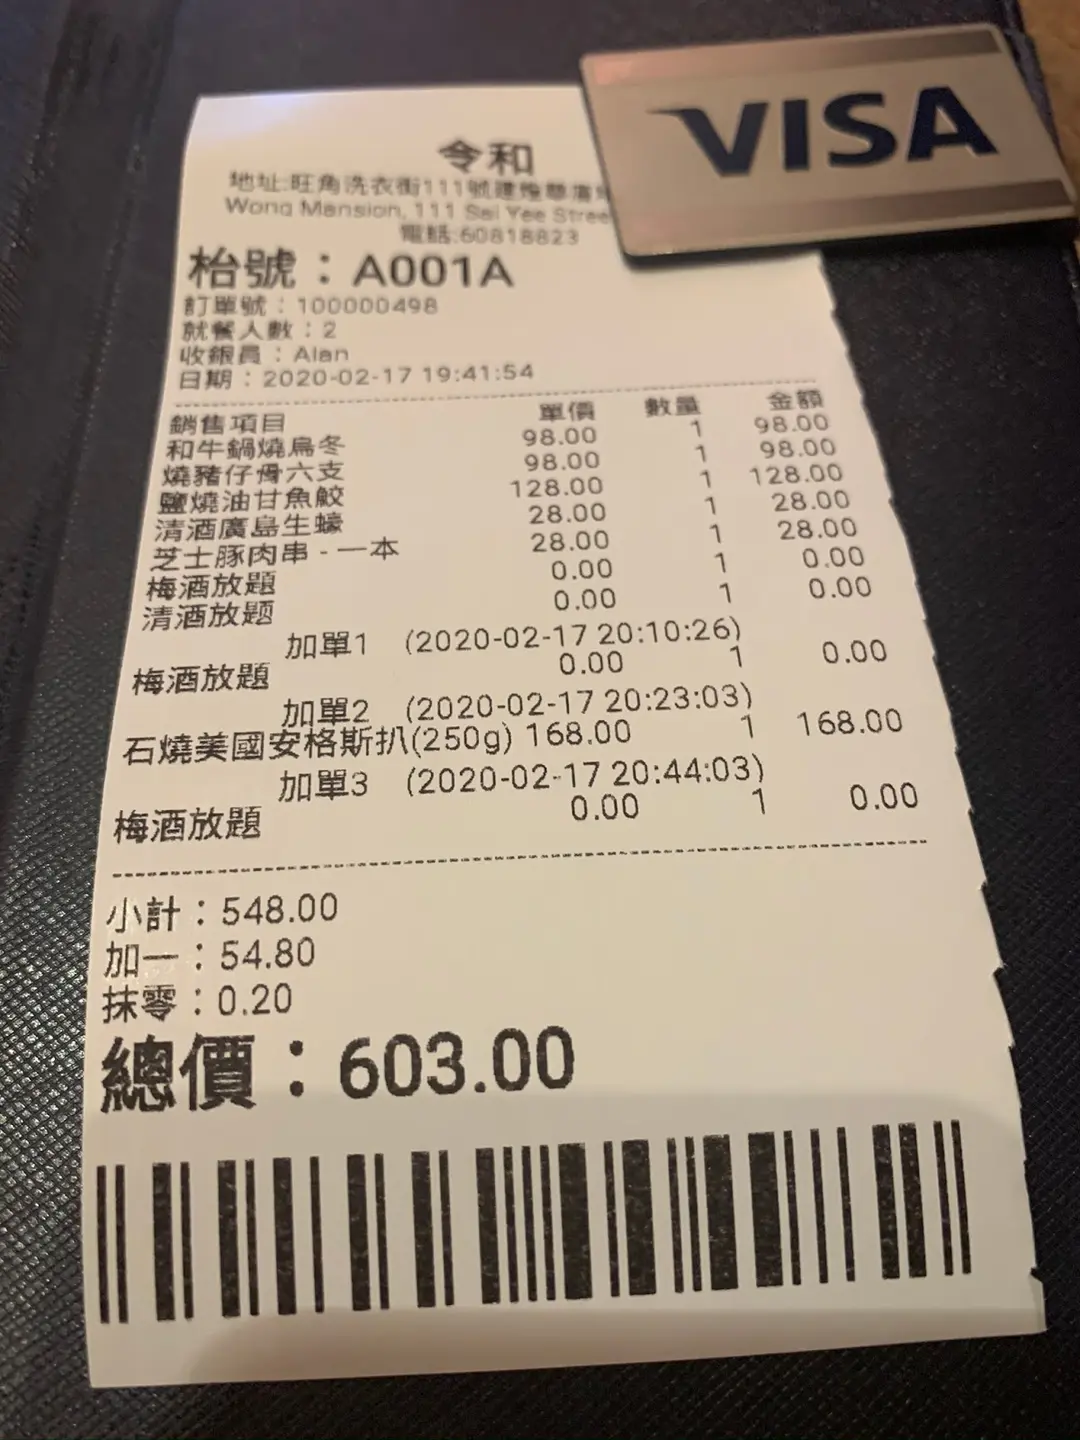 VISA
令和
地址:旺角洗衣街111號
Wong Mansion, 111 Sai Yee Stree
電話:60818823
枱號：A001A
訂單號：100000498
就餐人數：2
收銀員：Alan
日期：2020-02-17 19:41:54
銷售項目 單價 數量 金額
和牛鍋燒烏冬 98.00 1 98.00
燒豬仔骨六支 98.00 1 98.00
鹽燒油甘魚鮫 128.00 1 128.00
清酒廣島生蠔 28.00 1 28.00
芝士豚肉串 - 一本 28.00 1 28.00
梅酒放題 0.00 1 0.00
清酒放題 0.00 1 0.00
加單1 (2020-02-17 20:10:26)
梅酒放題 0.00 1 0.00
加單2 (2020-02-17 20:23:03)
石燒美國安格斯扒(250g) 168.00 1 168.00
加單3 (2020-02-17 20:44:03)
梅酒放題 0.00 1 0.00
小計：548.00
加一：54.80
抹零：0.20
總價：603.00